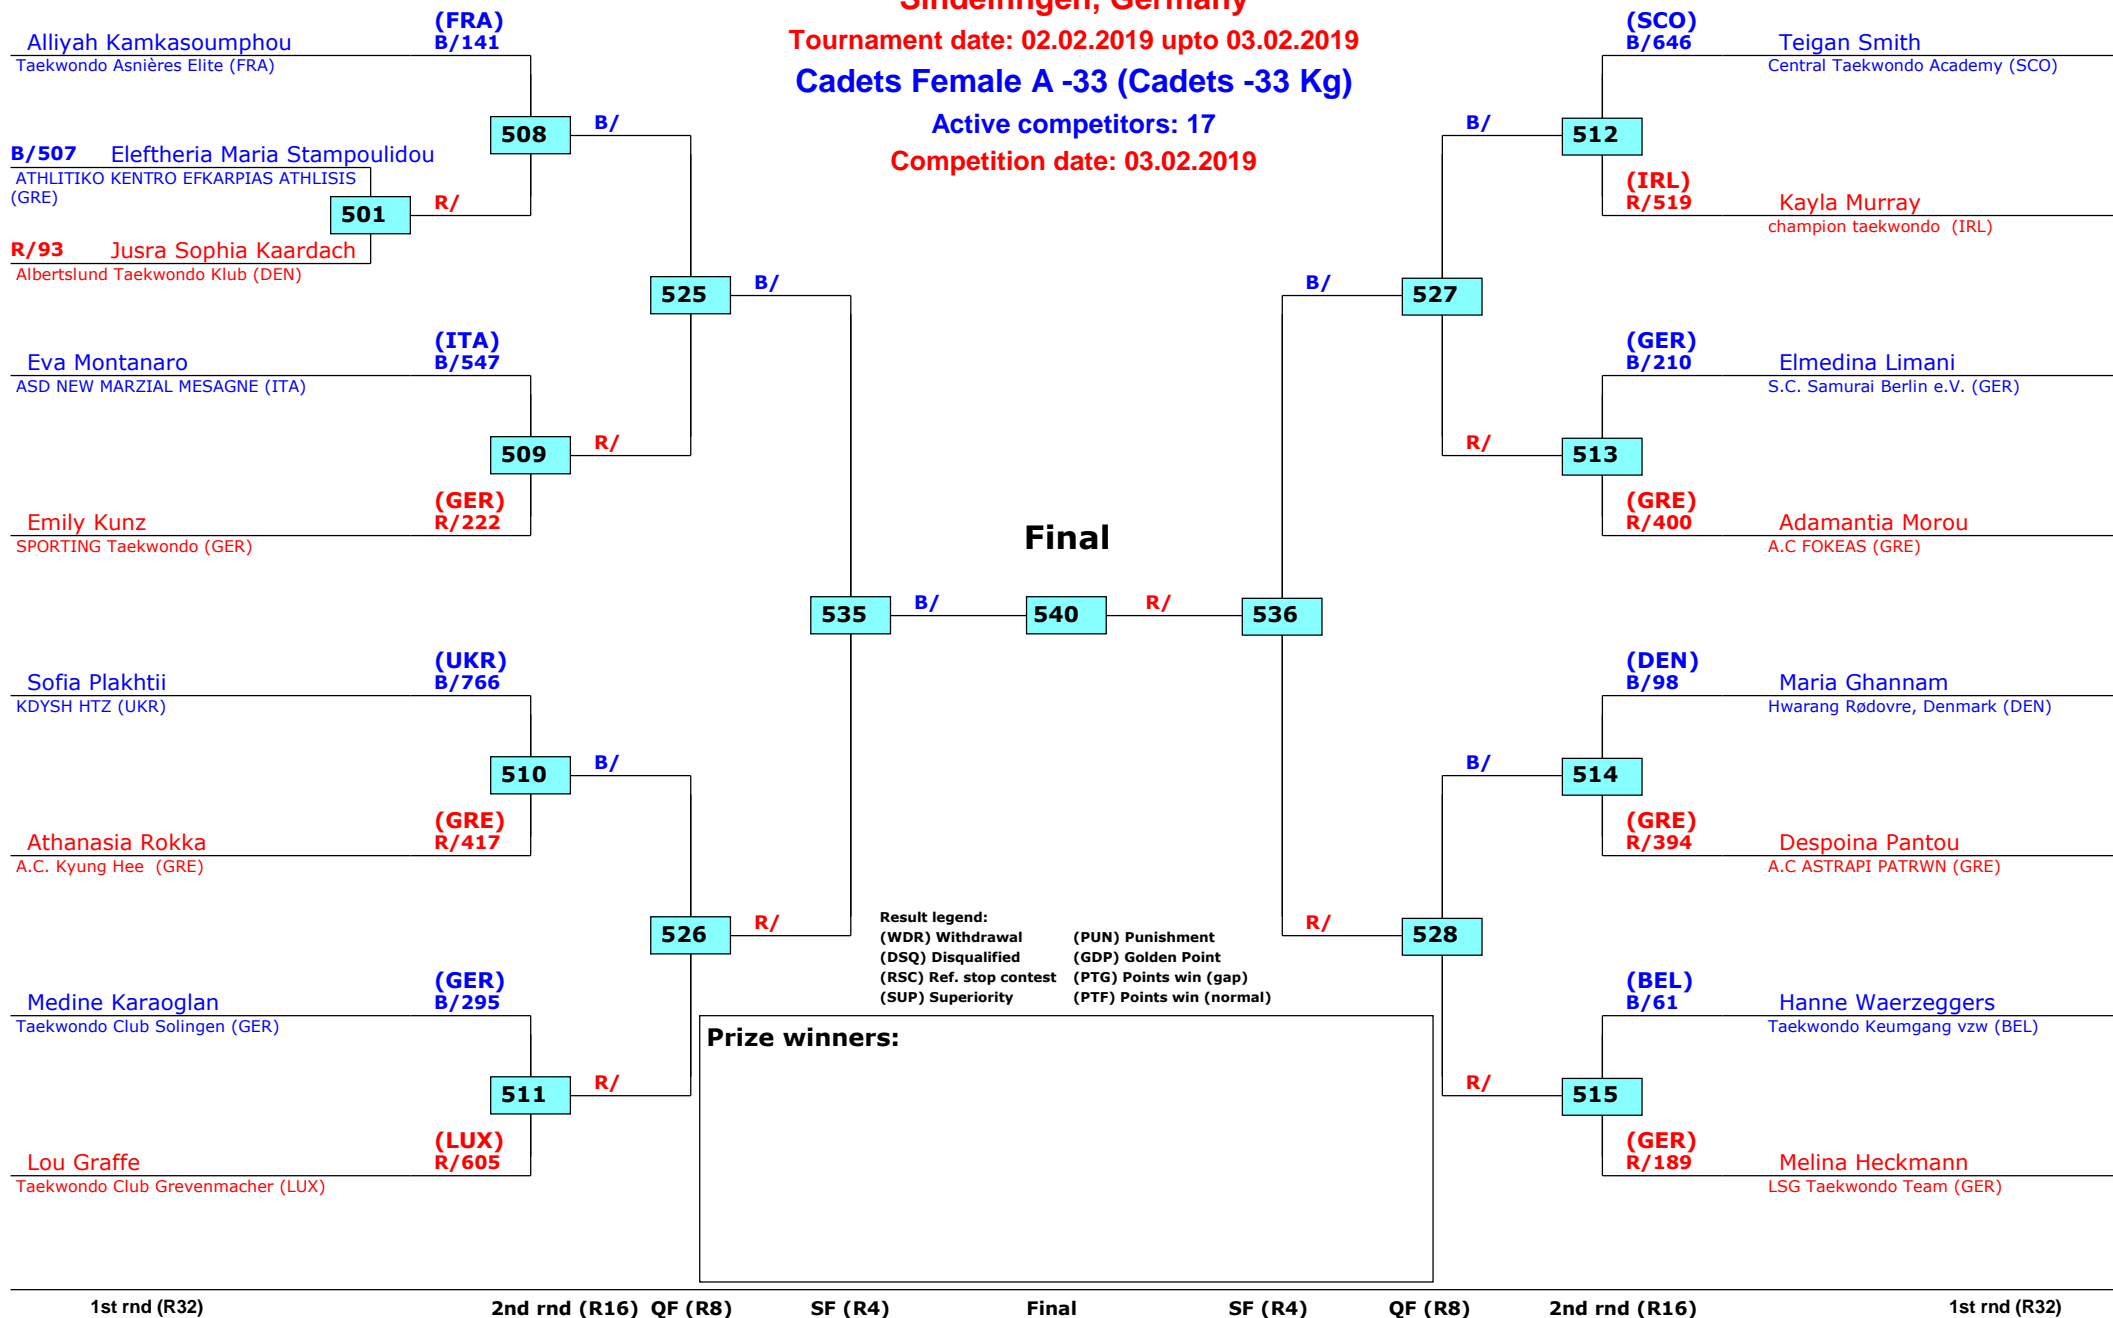 Sindelfingen, Germany
Tournament date: 02.02.2019 upto 03.02.2019
Cadets Female A -33 (Cadets -33 Kg)
Active competitors: 17
Competition date: 03.02.2019
(FRA)
Alliyah Kamkasoumphou B/141
Taekwondo Asnières Elite (FRA)
508 B/
B/507 Eleftheria Maria Stampoulidou
ATHLITIKO KENTRO EFKARPIAS ATHLISIS
(GRE)
501 R/
R/93 Jusra Sophia Kaardach
Albertslund Taekwondo Klub (DEN)
525 B/
(ITA)
Eva Montanaro B/547
ASD NEW MARZIAL MESAGNE (ITA)
509 R/
(GER)
Emily Kunz R/222
SPORTING Taekwondo (GER)
535 B/
(UKR)
Sofia Plakhtii B/766
KDYSH HTZ (UKR)
510 B/
(GRE)
Athanasia Rokka R/417
A.C. Kyung Hee (GRE)
526 R/
(GER)
Medine Karaoglan B/295
Taekwondo Club Solingen (GER)
511 R/
(LUX)
Lou Graffe R/605
Taekwondo Club Grevenmacher (LUX)
Final
540
(SCO)
B/646 Teigan Smith
Central Taekwondo Academy (SCO)
B/ 512
(IRL)
R/519 Kayla Murray
champion taekwondo (IRL)
B/ 527
(GER)
B/210 Elmedina Limani
S.C. Samurai Berlin e.V. (GER)
R/ 513
(GRE)
R/400 Adamantia Morou
A.C FOKEAS (GRE)
R/ 536
(DEN)
B/98 Maria Ghannam
Hwarang Rødovre, Denmark (DEN)
B/ 514
(GRE)
R/394 Despoina Pantou
A.C ASTRAPI PATRWN (GRE)
R/ 528
(BEL)
B/61 Hanne Waerzeggers
Taekwondo Keumgang vzw (BEL)
R/ 515
(GER)
R/189 Melina Heckmann
LSG Taekwondo Team (GER)
Result legend:
(WDR) Withdrawal (PUN) Punishment
(DSQ) Disqualified (GDP) Golden Point
(RSC) Ref. stop contest (PTG) Points win (gap)
(SUP) Superiority (PTF) Points win (normal)
Prize winners:
1st rnd (R32) 2nd rnd (R16) QF (R8) SF (R4) Final SF (R4) QF (R8) 2nd rnd (R16) 1st rnd (R32)